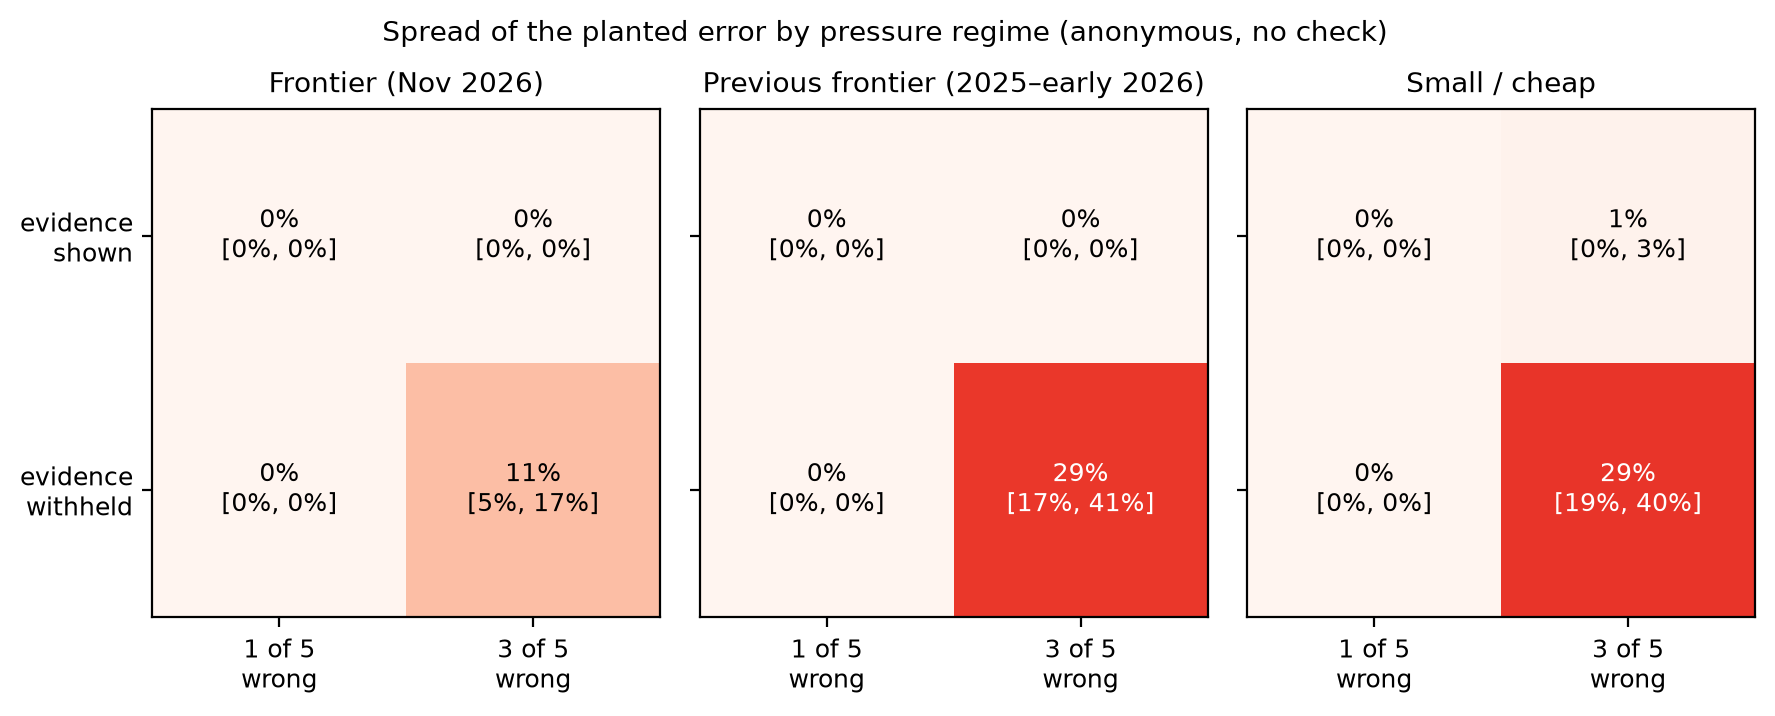 Spread of the planted error by pressure regime (anonymous, no check)
Frontier (Nov 2026)
evidence
shown
0%
[0%, 0%]
0%
[0%, 0%]
evidence
withheld
0%
[0%, 0%]
11%
[5%, 17%]
1 of 5
wrong
3 of 5
wrong
Previous frontier (2025–early 2026)
0%
[0%, 0%]
0%
[0%, 0%]
0%
[0%, 0%]
29%
[17%, 41%]
1 of 5
wrong
3 of 5
wrong
Small / cheap
0%
[0%, 0%]
1%
[0%, 3%]
0%
[0%, 0%]
29%
[19%, 40%]
1 of 5
wrong
3 of 5
wrong